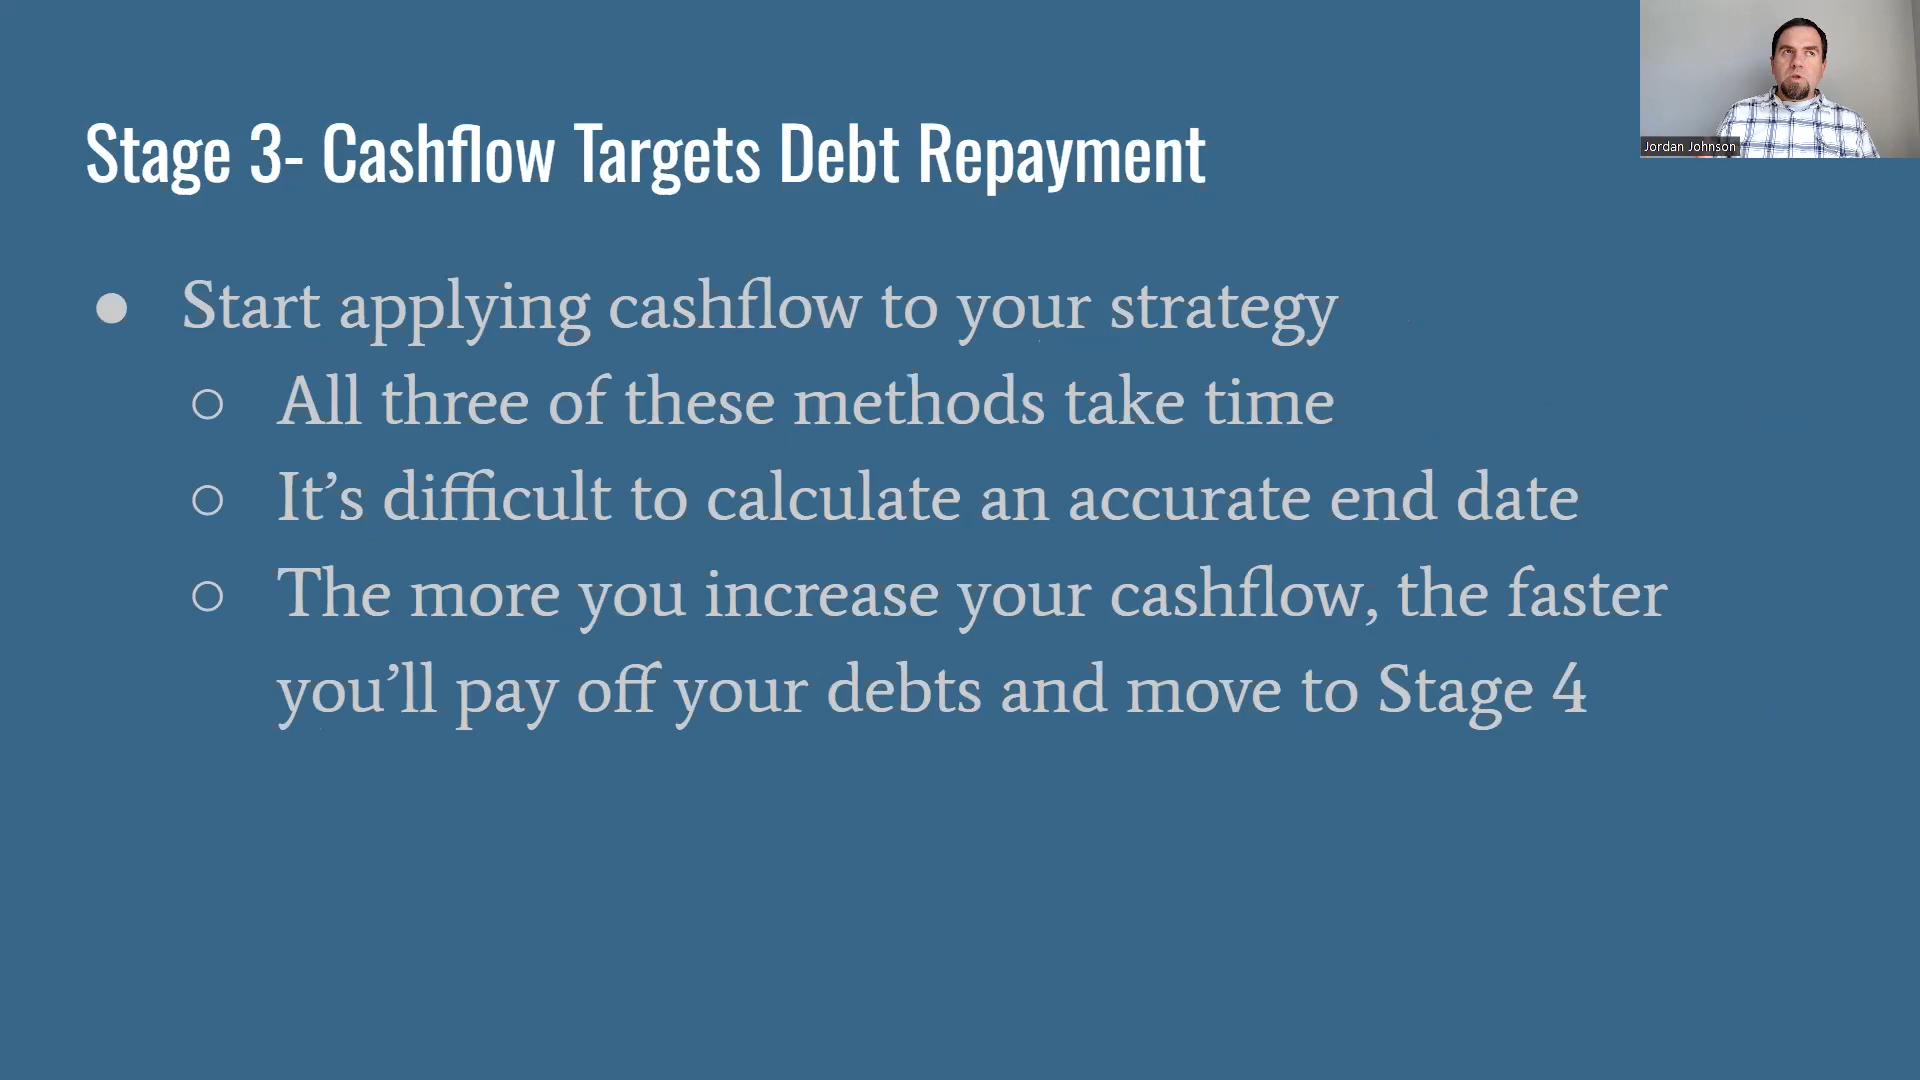 Stage 3- Cashflow Targets Debt Repayment
Jordan Johnson
● Start applying cashflow to your strategy
○ All three of these methods take time
○ It’s difficult to calculate an accurate end date
○ The more you increase your cashflow, the faster
you’ll pay off your debts and move to Stage 4